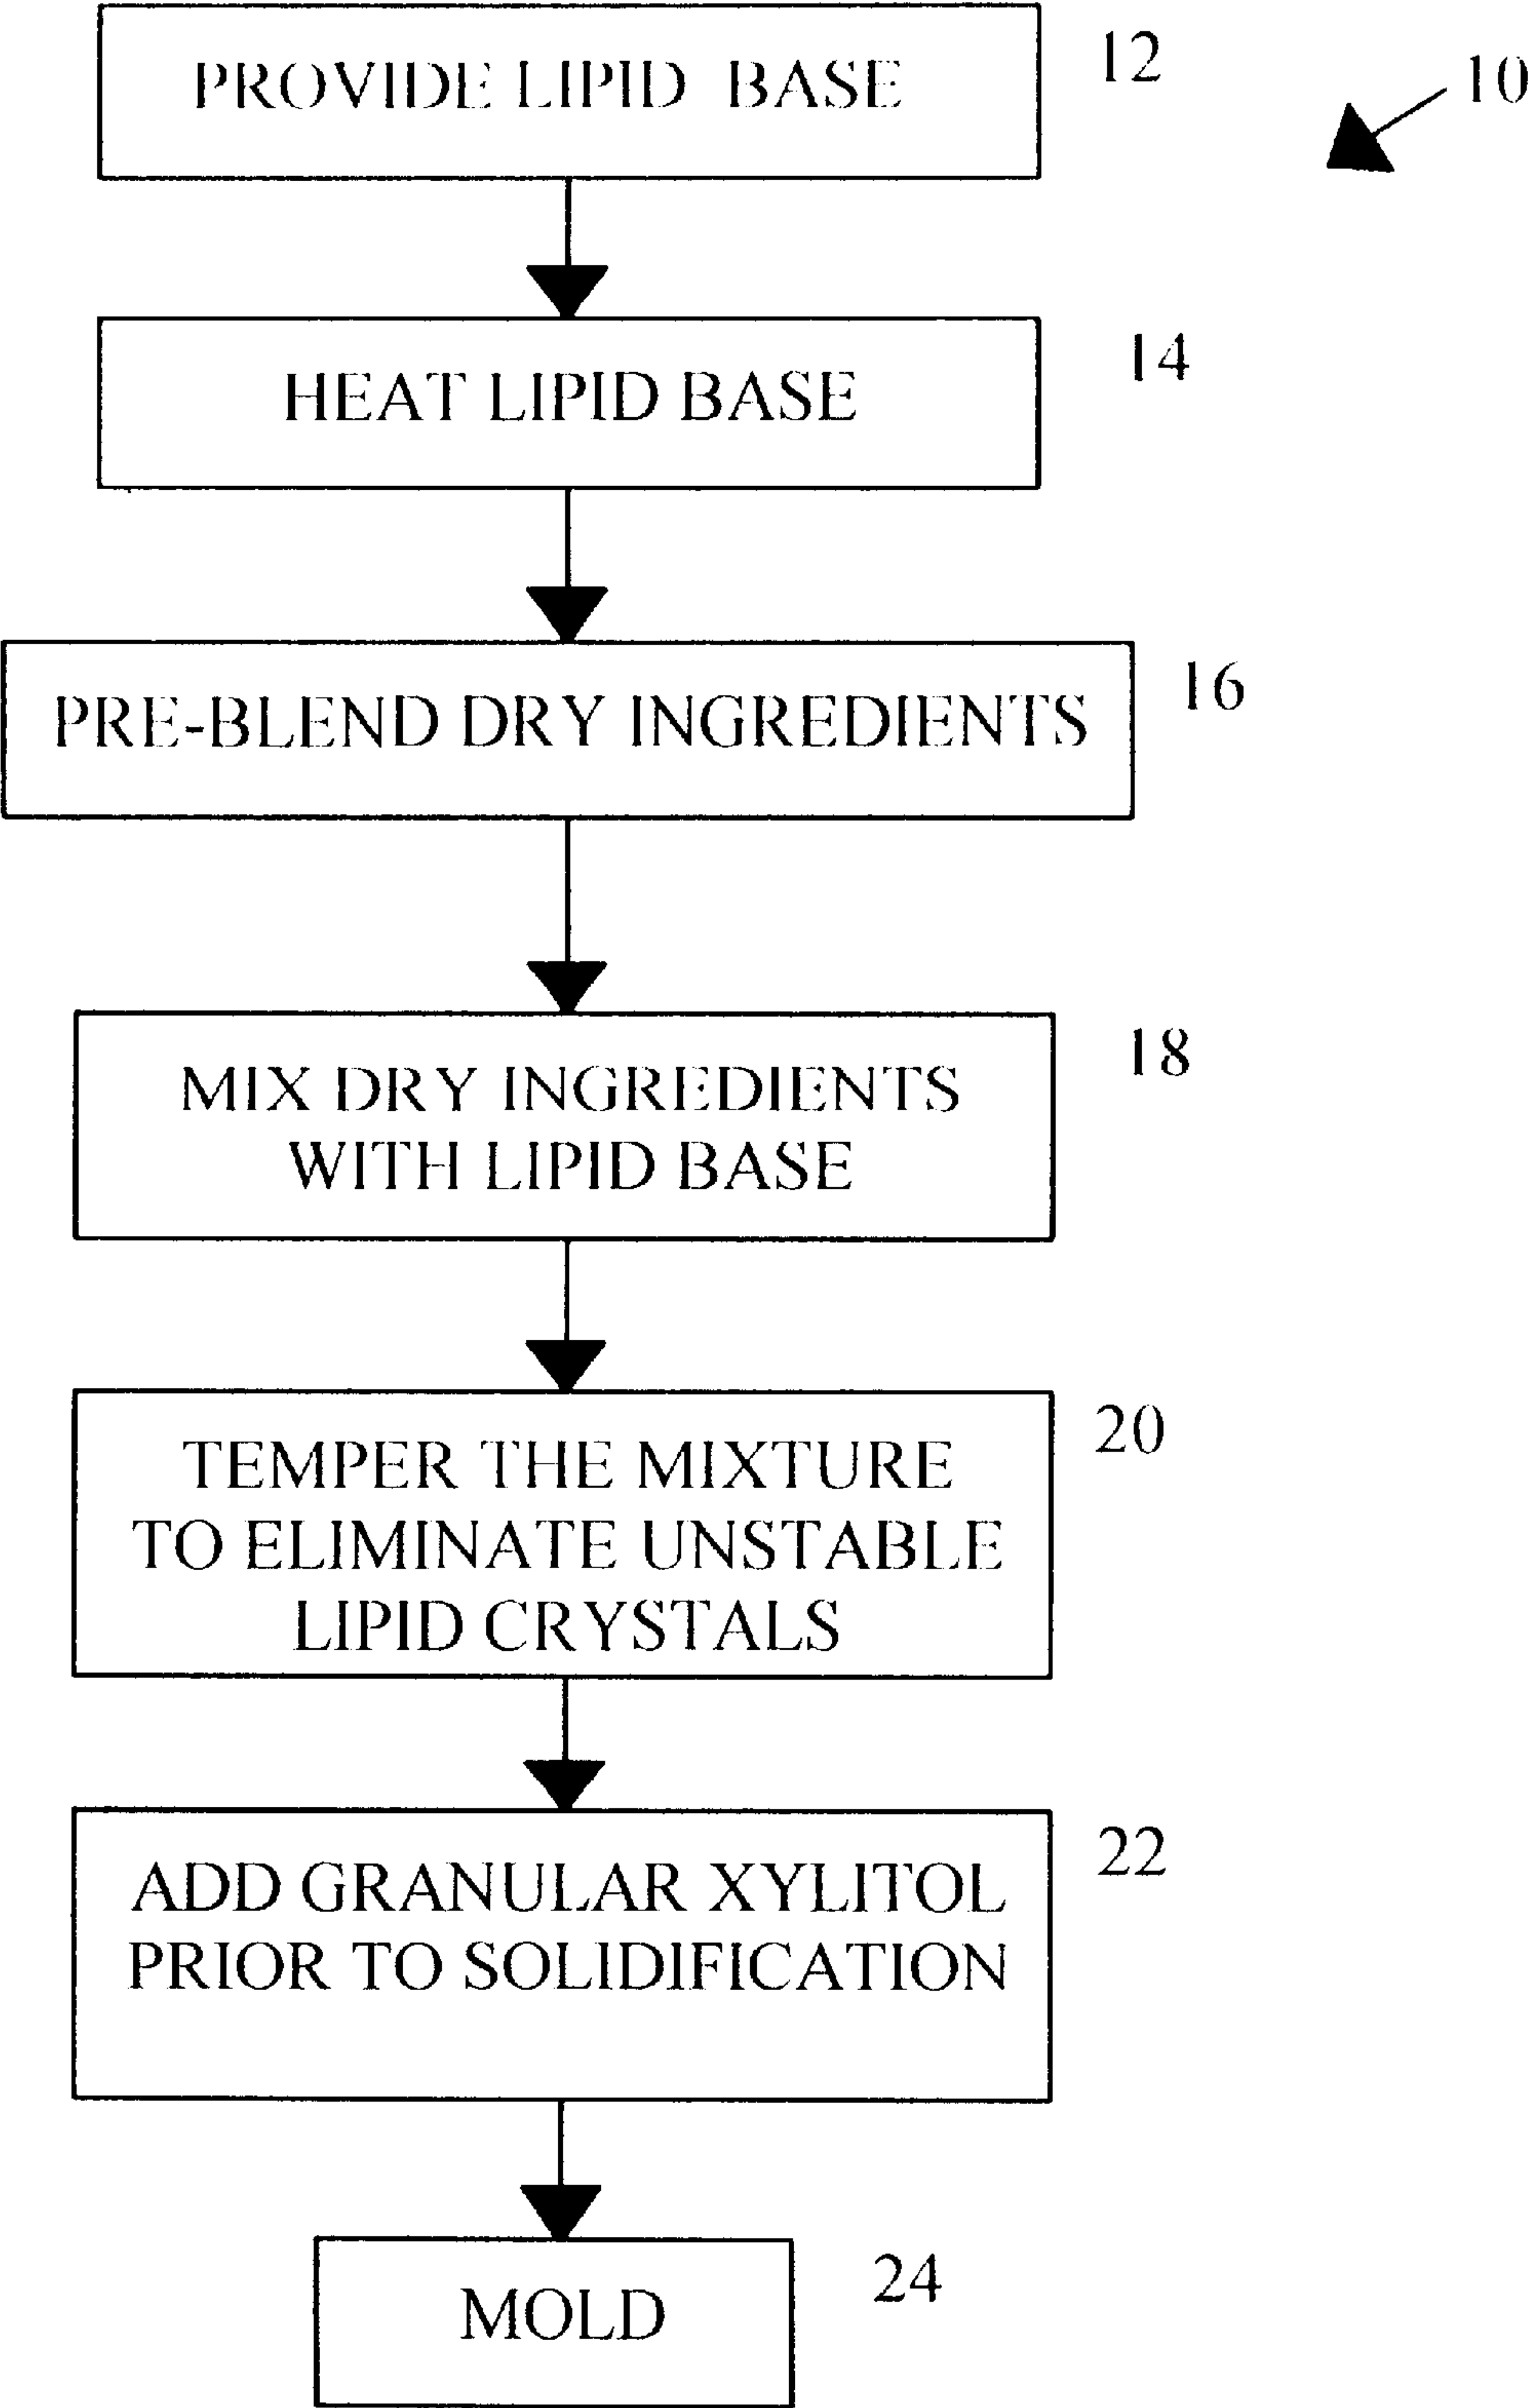 PROVIDE LIPID BASE
12
10
HEAT LIPID BASE
14
PRE-BLEND DRY INGREDIENTS
16
MIX DRY INGREDIENTS
WITH LIPID BASE
18
TEMPER THE MIXTURE
TO ELIMINATE UNSTABLE
LIPID CRYSTALS
20
ADD GRANULAR XYLITOL
PRIOR TO SOLIDIFICATION
22
MOLD
24